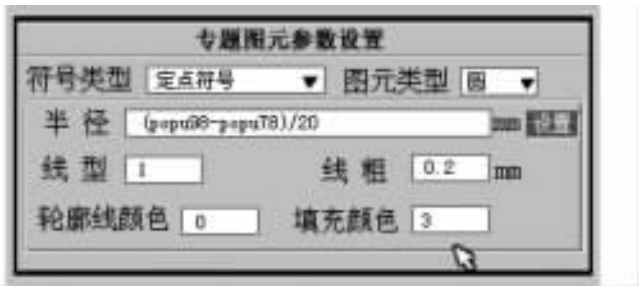 专题图元参数设置
符号类型 定点符号 图元类型 圆
半径 (popu98-popu78)/20 mm 设置
线型 1 线粗 0.2 mm
轮廓线颜色 0 填充颜色 3